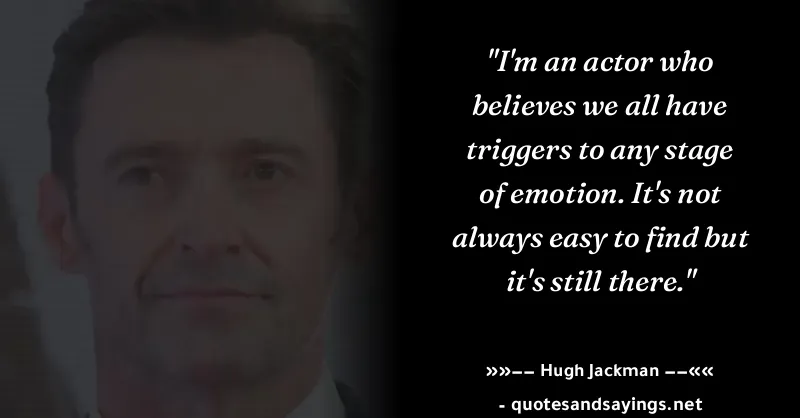 "I'm an actor who
believes we all have
triggers to any stage
of emotion. It's not
always easy to find but
it's still there."
»»−− Hugh Jackman −−««
- quotesandsayings.net